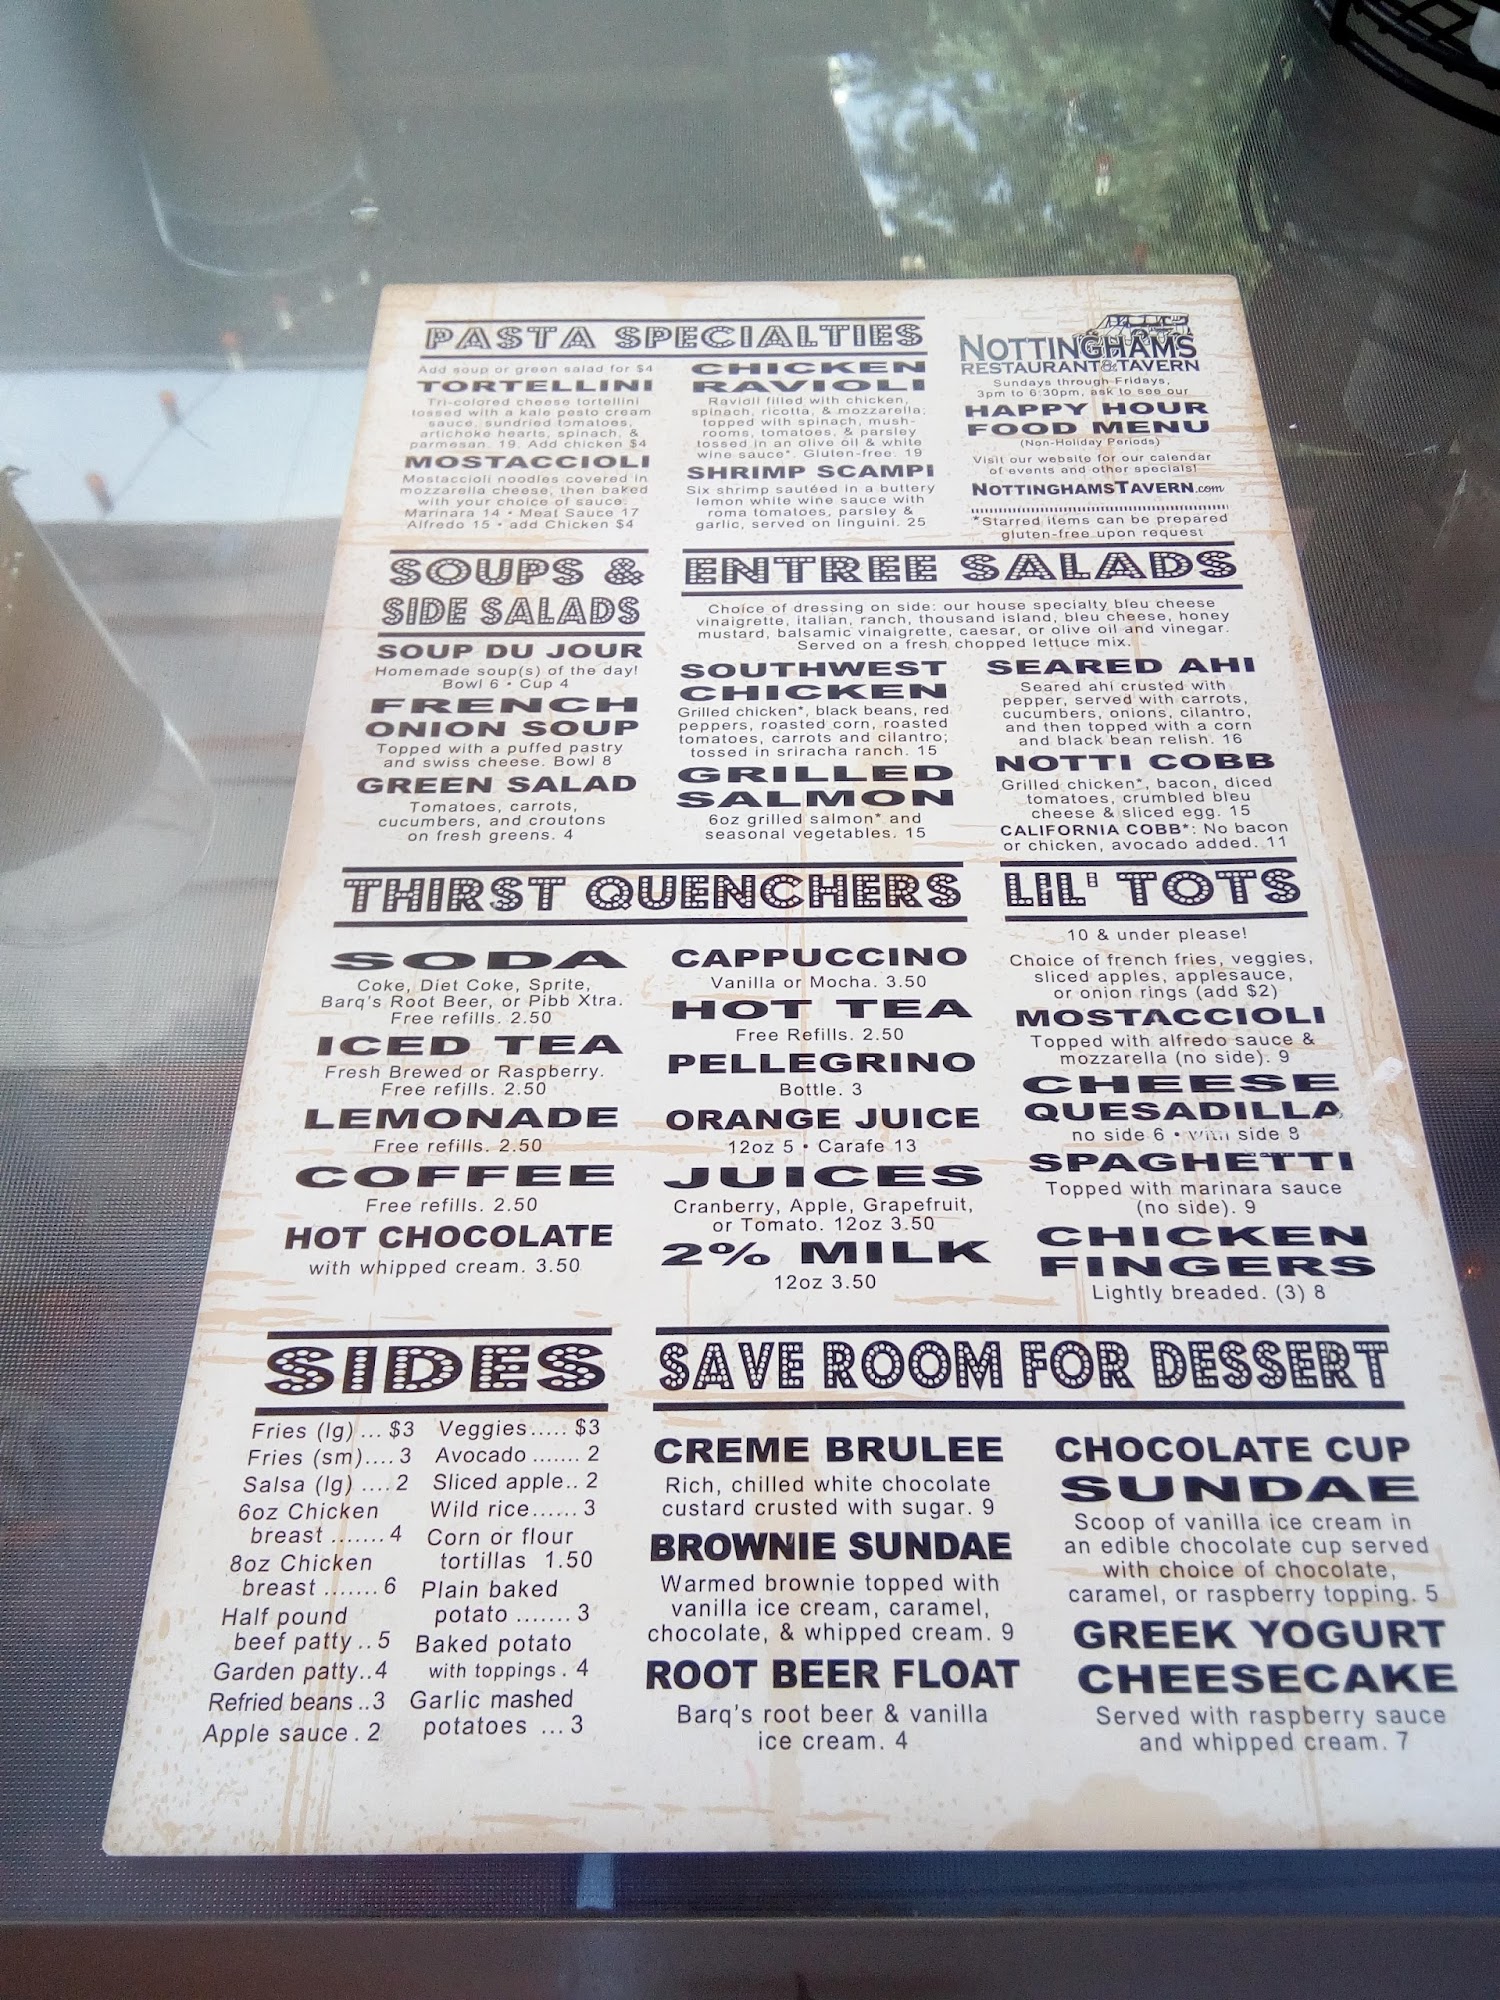 PASTA SPECIALTIES
Add soup or green salad for $4
TORTELLINI
Tri-colored cheese tortellini
tossed with a kale pesto cream
sauce, sundried tomatoes,
artichoke hearts, spinach, &
parmesan. 19. Add chicken $4
MOSTACCIOLI
Mostaccioli noodles covered in
mozzarella cheese, then baked
with your choice of sauce.
Marinara 14 • Meat Sauce 17
Alfredo 15 • add Chicken $4
CHICKEN
RAVIOLI
Ravioli filled with chicken,
spinach, ricotta, & mozzarella;
topped with spinach, mush-
rooms, tomatoes, & parsley
tossed in an olive oil & white
wine sauce*. Gluten-free. 19
SHRIMP SCAMPI
Six shrimp sautéed in a buttery
lemon white wine sauce with
roma tomatoes, parsley &
garlic, served on linguini. 25
NOTTINGHAMS
RESTAURANT & TAVERN
Sundays through Fridays,
3pm to 6:30pm, ask to see our
HAPPY HOUR
FOOD MENU
(Non-Holiday Periods)
Visit our website for our calendar
of events and other specials!
NOTTINGHAMSTAVERN.com
*Starred items can be prepared
gluten-free upon request
SOUPS &
SIDE SALADS
SOUP DU JOUR
Homemade soup(s) of the day!
Bowl 6 • Cup 4
FRENCH
ONION SOUP
Topped with a puffed pastry
and swiss cheese. Bowl 8
GREEN SALAD
Tomatoes, carrots,
cucumbers, and croutons
on fresh greens. 4
ENTREE SALADS
Choice of dressing on side: our house specialty bleu cheese
vinaigrette, italian, ranch, thousand island, bleu cheese, honey
mustard, balsamic vinaigrette, caesar, or olive oil and vinegar.
Served on a fresh chopped lettuce mix.
SOUTHWEST
CHICKEN
Grilled chicken*, black beans, red
peppers, roasted corn, roasted
tomatoes, carrots and cilantro;
tossed in sriracha ranch. 15
GRILLED
SALMON
6oz grilled salmon* and
seasonal vegetables. 15
SEARED AHI
Seared ahi crusted with
pepper, served with carrots,
cucumbers, onions, cilantro,
and then topped with a corn
and black bean relish. 16
NOTTI COBB
Grilled chicken*, bacon, diced
tomatoes, crumbled bleu
cheese & sliced egg. 15
CALIFORNIA COBB*: No bacon
or chicken, avocado added. 11
THIRST QUENCHERS
SODA
Coke, Diet Coke, Sprite,
Barq's Root Beer, or Pibb Xtra.
Free refills. 2.50
ICED TEA
Fresh Brewed or Raspberry.
Free refills. 2.50
LEMONADE
Free refills. 2.50
COFFEE
Free refills. 2.50
HOT CHOCOLATE
with whipped cream. 3.50
CAPPUCCINO
Vanilla or Mocha. 3.50
HOT TEA
Free Refills. 2.50
PELLEGRINO
Bottle. 3
ORANGE JUICE
12oz 5 • Carafe 13
JUICES
Cranberry, Apple, Grapefruit,
or Tomato. 12oz 3.50
2% MILK
12oz 3.50
LIL' TOTS
10 & under please!
Choice of french fries, veggies,
sliced apples, applesauce,
or onion rings (add $2)
MOSTACCIOLI
Topped with alfredo sauce &
mozzarella (no side). 9
CHEESE
QUESADILLA
no side 6 • with side 8
SPAGHETTI
Topped with marinara sauce
(no side). 9
CHICKEN
FINGERS
Lightly breaded. (3) 8
SIDES
Fries (lg) ... $3
Fries (sm).... 3
Salsa (lg) .... 2
6oz Chicken
breast ....... 4
8oz Chicken
breast ....... 6
Half pound
beef patty .. 5
Garden patty..4
Refried beans ..3
Apple sauce . 2
Veggies..... $3
Avocado ....... 2
Sliced apple.. 2
Wild rice...... 3
Corn or flour
tortillas 1.50
Plain baked
potato ....... 3
Baked potato
with toppings . 4
Garlic mashed
potatoes ... 3
SAVE ROOM FOR DESSERT
CREME BRULEE
Rich, chilled white chocolate
custard crusted with sugar. 9
BROWNIE SUNDAE
Warmed brownie topped with
vanilla ice cream, caramel,
chocolate, & whipped cream. 9
ROOT BEER FLOAT
Barq's root beer & vanilla
ice cream. 4
CHOCOLATE CUP
SUNDAE
Scoop of vanilla ice cream in
an edible chocolate cup served
with choice of chocolate,
caramel, or raspberry topping. 5
GREEK YOGURT
CHEESECAKE
Served with raspberry sauce
and whipped cream. 7